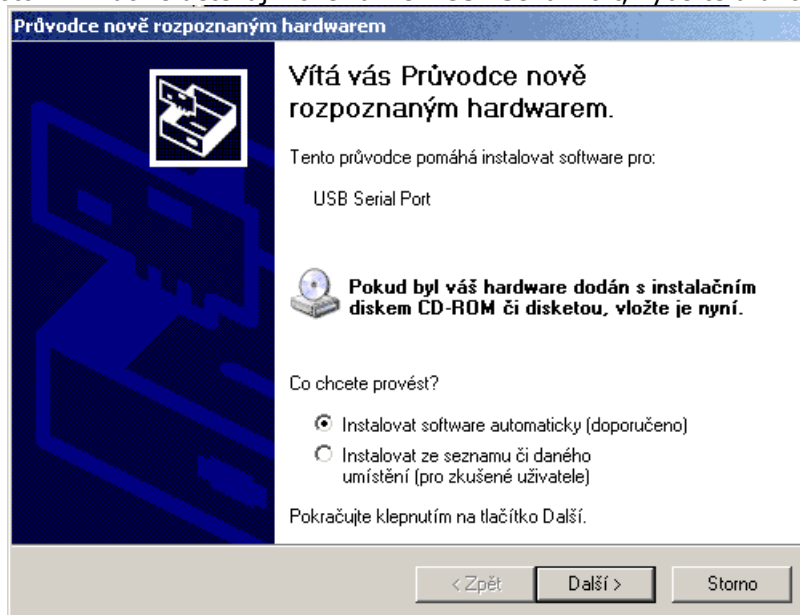 Průvodce nově rozpoznaným hardwarem
Vítá vás Průvodce nově
rozpoznaným hardwarem.
Tento průvodce pomáhá instalovat software pro:
USB Serial Port
Pokud byl váš hardware dodán s instalačním
diskem CD-ROM či disketou, vložte je nyní.
Co chcete provést?
Instalovat software automaticky (doporučeno)
Instalovat ze seznamu či daného
umístění (pro zkušené uživatele)
Pokračujte klepnutím na tlačítko Další.
< Zpět
Další >
Storno